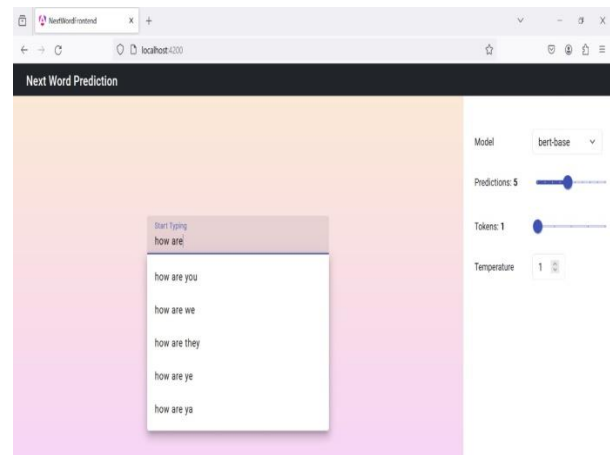 NextWordFrontend
localhost:4200
Next Word Prediction
Model
bert-base
Predictions: 5
Tokens: 1
Temperature
1
Start Typing
how are
how are you
how are we
how are they
how are ye
how are ya